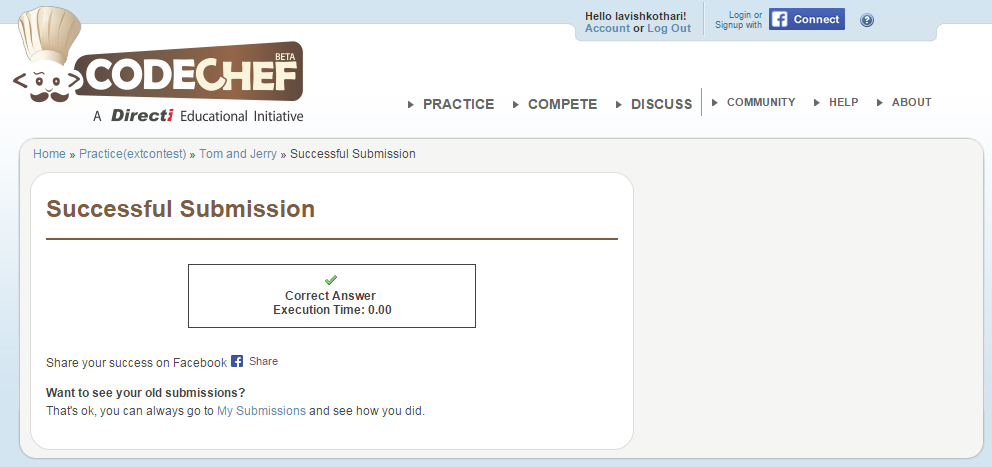 Hello lavishkothari!
Account or Log Out
Login or
Signup with
Connect
?
CODECHEF
BETA
A Directi Educational Initiative
PRACTICE
COMPETE
DISCUSS
COMMUNITY
HELP
ABOUT
Home » Practice(extcontest) » Tom and Jerry » Successful Submission
Successful Submission
Correct Answer
Execution Time: 0.00
Share your success on Facebook Share
Want to see your old submissions?
That's ok, you can always go to My Submissions and see how you did.